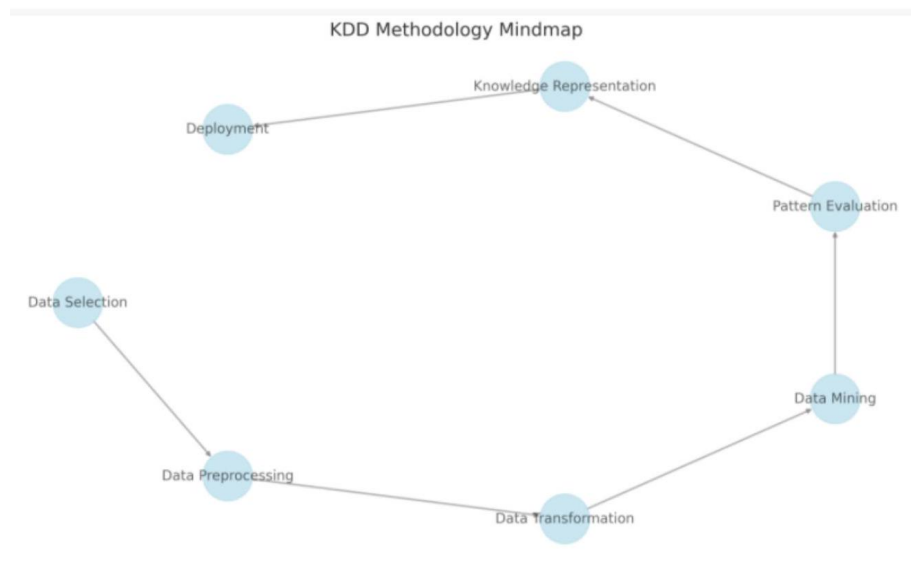 KDD Methodology Mindmap
Knowledge Representation
Deployment
Pattern Evaluation
Data Selection
Data Mining
Data Preprocessing
Data Transformation